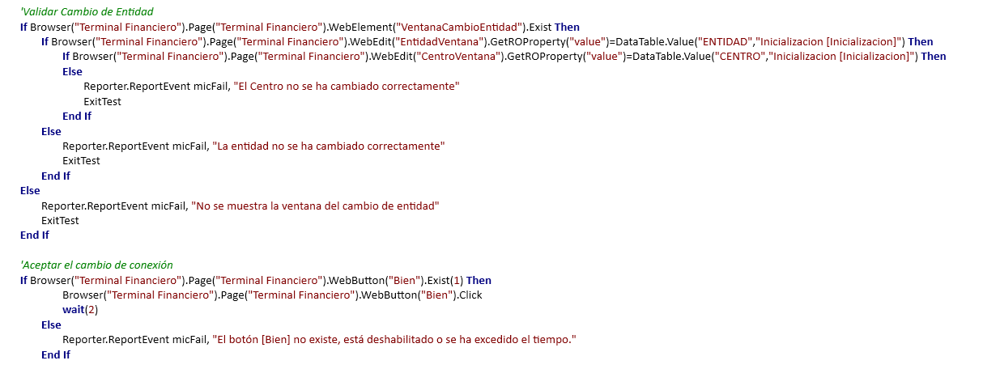 'Validar Cambio de Entidad
If Browser("Terminal Financiero").Page("Terminal Financiero").WebElement("VentanaCambioEntidad").Exist Then
If Browser("Terminal Financiero").Page("Terminal Financiero").WebEdit("EntidadVentana").GetROProperty("value")=DataTable.Value("ENTIDAD","Inicializacion [Inicializacion]") Then
If Browser("Terminal Financiero").Page("Terminal Financiero").WebEdit("CentroVentana").GetROProperty("value")=DataTable.Value("CENTRO","Inicializacion [Inicializacion]") Then
Else
Reporter.ReportEvent micFail, "El Centro no se ha cambiado correctamente"
ExitTest
End If
Else
Reporter.ReportEvent micFail, "La entidad no se ha cambiado correctamente"
ExitTest
End If
Else
Reporter.ReportEvent micFail, "No se muestra la ventana del cambio de entidad"
ExitTest
End If
'Aceptar el cambio de conexión
If Browser("Terminal Financiero").Page("Terminal Financiero").WebButton("Bien").Exist(1) Then
Browser("Terminal Financiero").Page("Terminal Financiero").WebButton("Bien").Click
wait(2)
Else
Reporter.ReportEvent micFail, "El botón [Bien] no existe, está deshabilitado o se ha excedido el tiempo."
End If